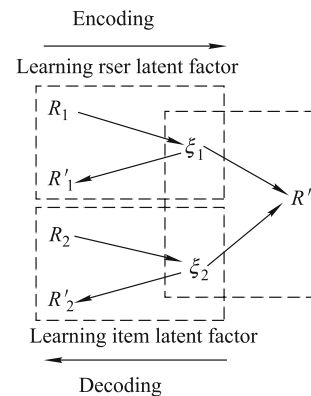 Encoding
Learning rser latent factor
R₁
ξ₁
R'₁
R'
R₂
ξ₂
R'₂
Learning item latent factor
Decoding